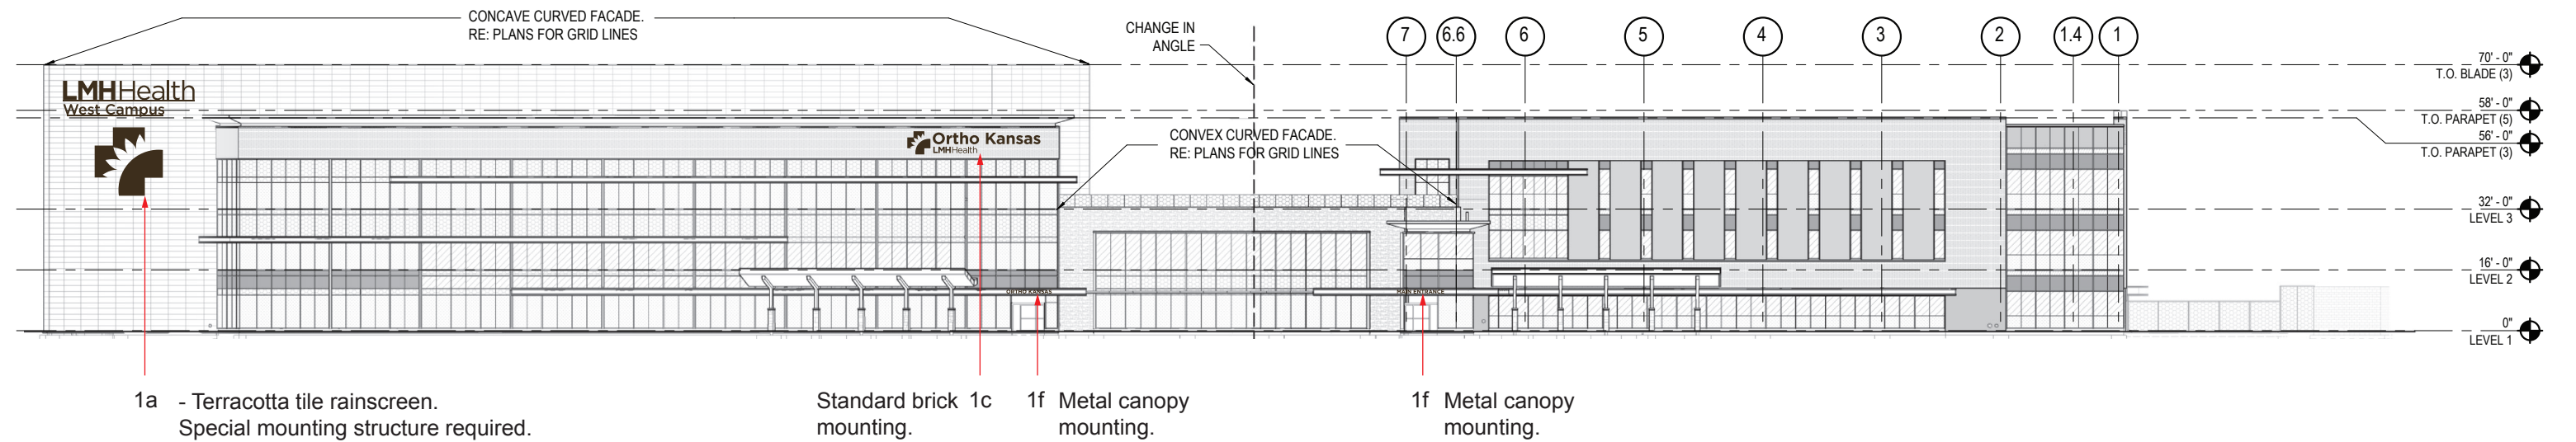 CONCAVE CURVED FACADE.
RE: PLANS FOR GRID LINES
CHANGE IN
ANGLE
7
6.6
6
5
4
3
2
1.4
1
70' - 0"
T.O. BLADE (3)
58' - 0"
T.O. PARAPET (5)
56' - 0"
T.O. PARAPET (3)
32' - 0"
LEVEL 3
16' - 0"
LEVEL 2
0"
LEVEL 1
LMHHealth
West Campus
Ortho Kansas
LMHHealth
CONVEX CURVED FACADE.
RE: PLANS FOR GRID LINES
ORTHO KANSAS
MAIN ENTRANCE
1a - Terracotta tile rainscreen.
Special mounting structure required.
Standard brick 1c
mounting.
1f Metal canopy
mounting.
1f Metal canopy
mounting.